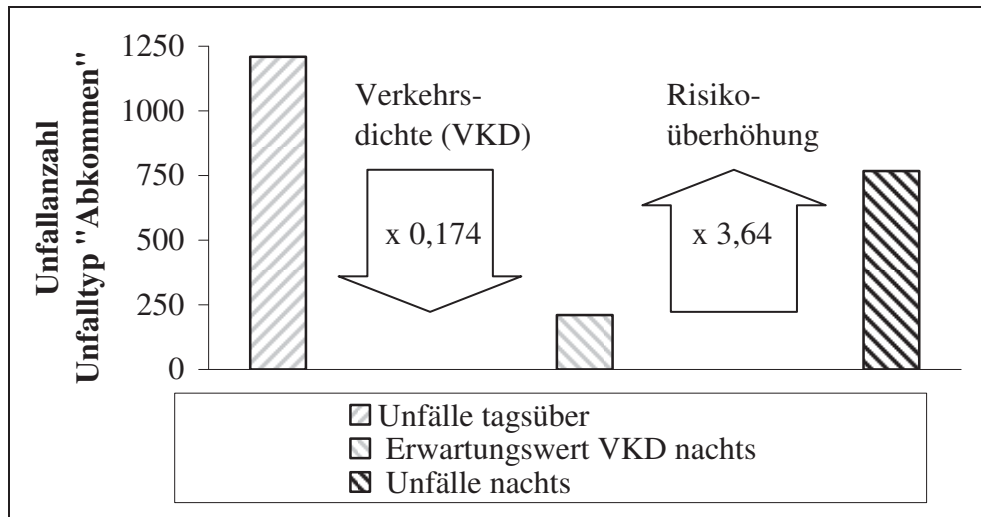 Unfallanzahl
Unfalltyp "Abkommen"
1250
1000
750
500
250
0
Verkehrs-
dichte (VKD)
x 0,174
Risiko-
überhöhung
x 3,64
Unfälle tagsüber
Erwartungswert VKD nachts
Unfälle nachts